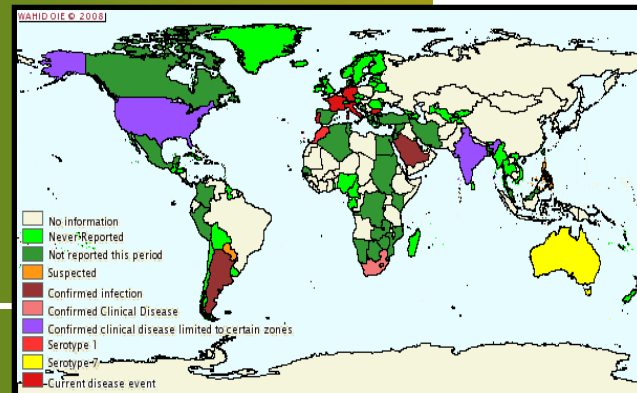 WAHID OIE © 2008
No information
Never Reported
Not reported this period
Suspected
Confirmed infection
Confirmed Clinical Disease
Confirmed clinical disease limited to certain zones
Serotype 1
Serotype 7
Current disease event